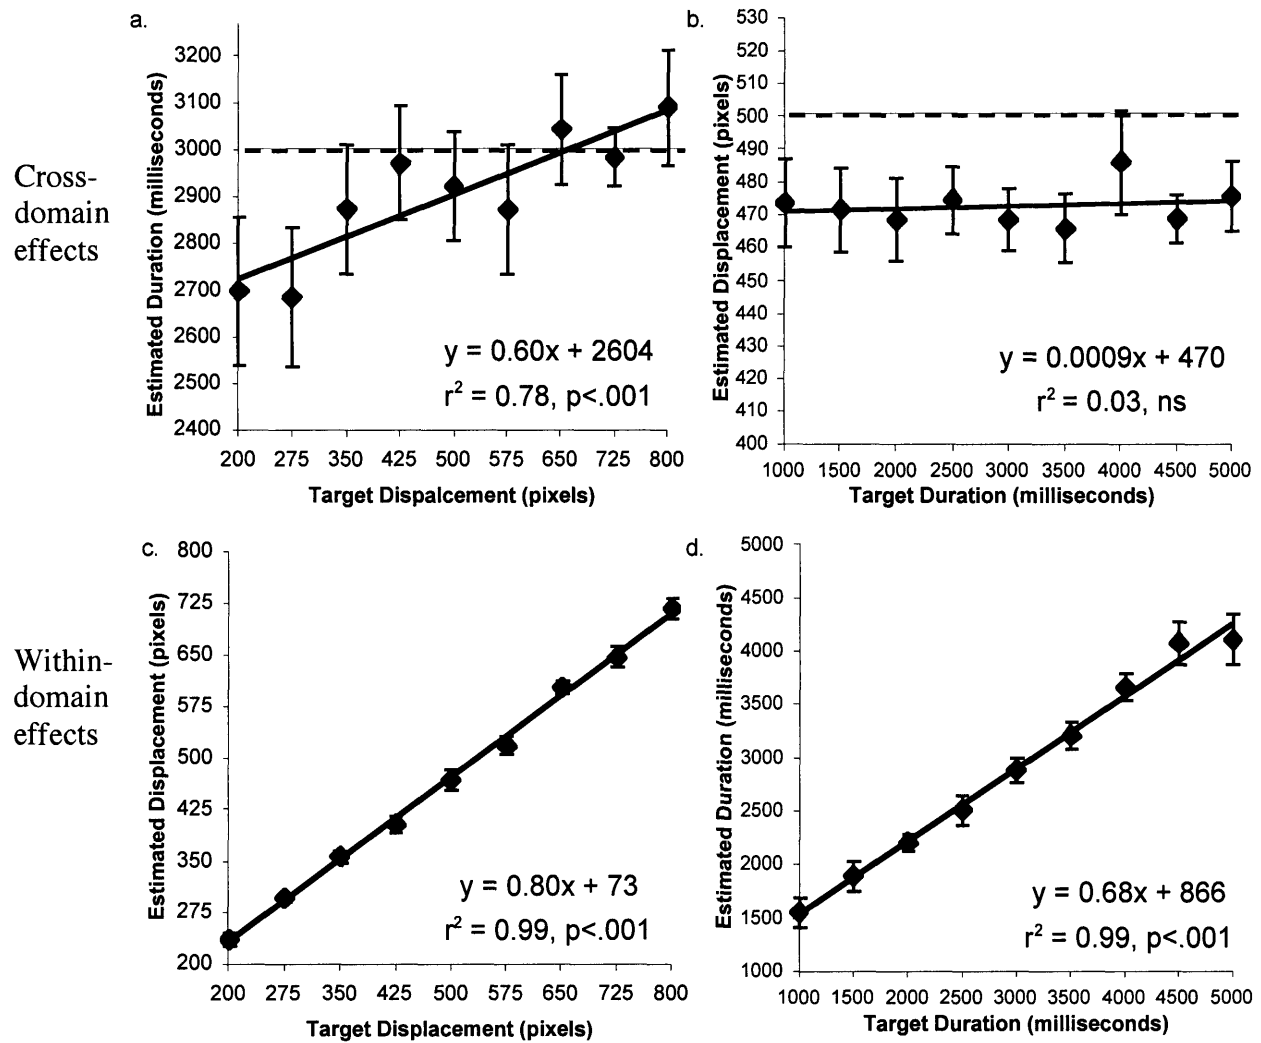 Cross-
domain
effects
a.
Estimated Duration (milliseconds)
3200
3100
3000
2900
2800
2700
2600
2500
2400
y = 0.60x + 2604
r² = 0.78, p<.001
200 275 350 425 500 575 650 725 800
Target Dispalcement (pixels)
b.
Estimated Displacement (pixels)
530
520
510
500
490
480
470
460
450
440
430
420
410
400
y = 0.0009x + 470
r² = 0.03, ns
1000 1500 2000 2500 3000 3500 4000 4500 5000
Target Duration (milliseconds)
Within-
domain
effects
c.
Estimated Displacement (pixels)
800
725
650
575
500
425
350
275
200
y = 0.80x + 73
r² = 0.99, p<.001
200 275 350 425 500 575 650 725 800
Target Displacement (pixels)
d.
Estimated Duration (milliseconds)
5000
4500
4000
3500
3000
2500
2000
1500
1000
y = 0.68x + 866
r² = 0.99, p<.001
1000 1500 2000 2500 3000 3500 4000 4500 5000
Target Duration (milliseconds)